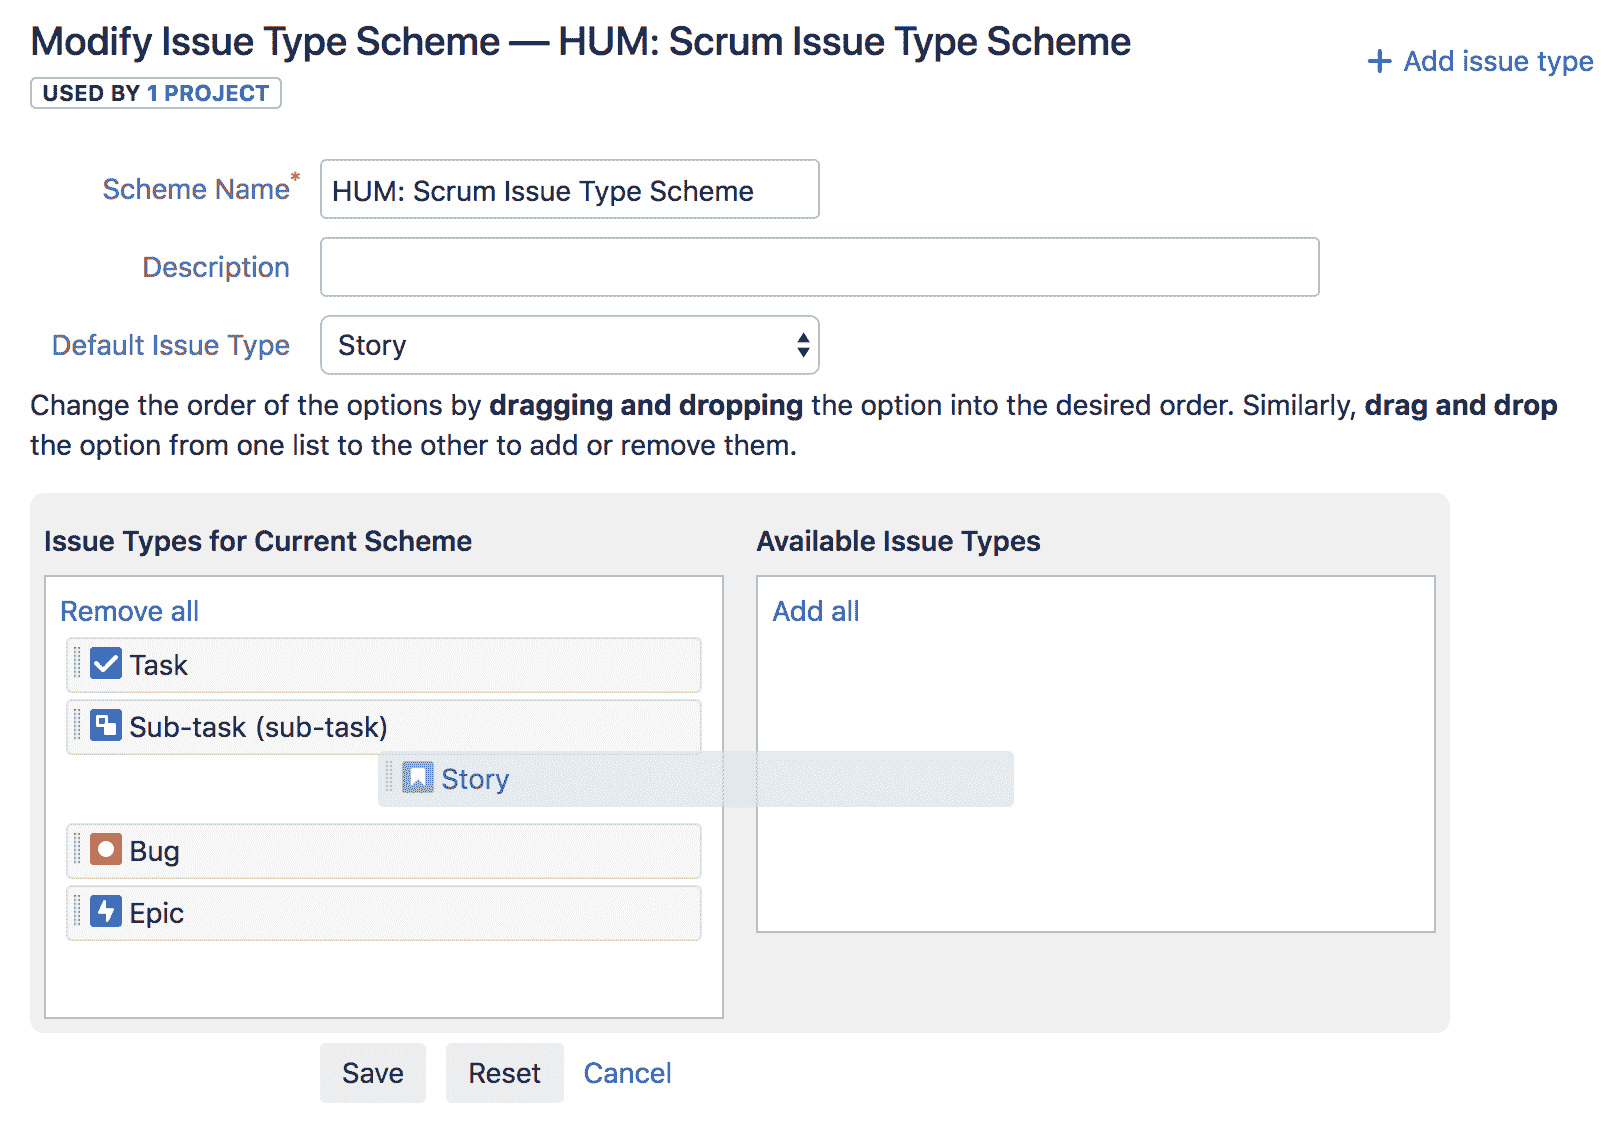 Modify Issue Type Scheme — HUM: Scrum Issue Type Scheme
+ Add issue type
USED BY 1 PROJECT
Scheme Name* HUM: Scrum Issue Type Scheme
Description
Default Issue Type Story
Change the order of the options by dragging and dropping the option into the desired order. Similarly, drag and drop
the option from one list to the other to add or remove them.
Issue Types for Current Scheme
Remove all
Task
Sub-task (sub-task)
Story
Bug
Epic
Available Issue Types
Add all
Save Reset Cancel